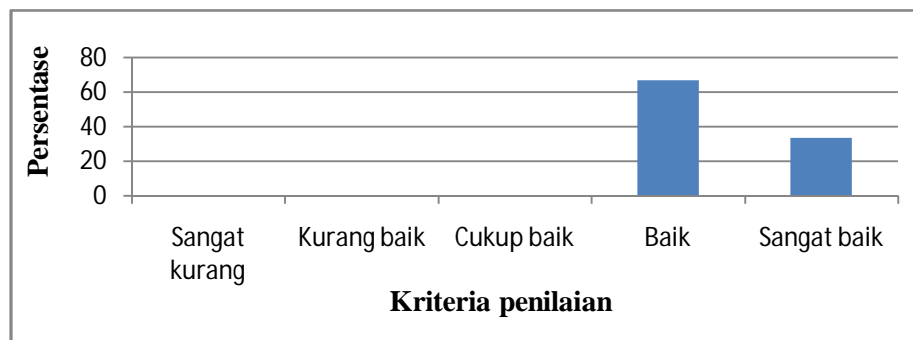 Persentase
80
60
40
20
0
Sangat kurang
Kurang baik
Cukup baik
Baik
Sangat baik
Kriteria penilaian